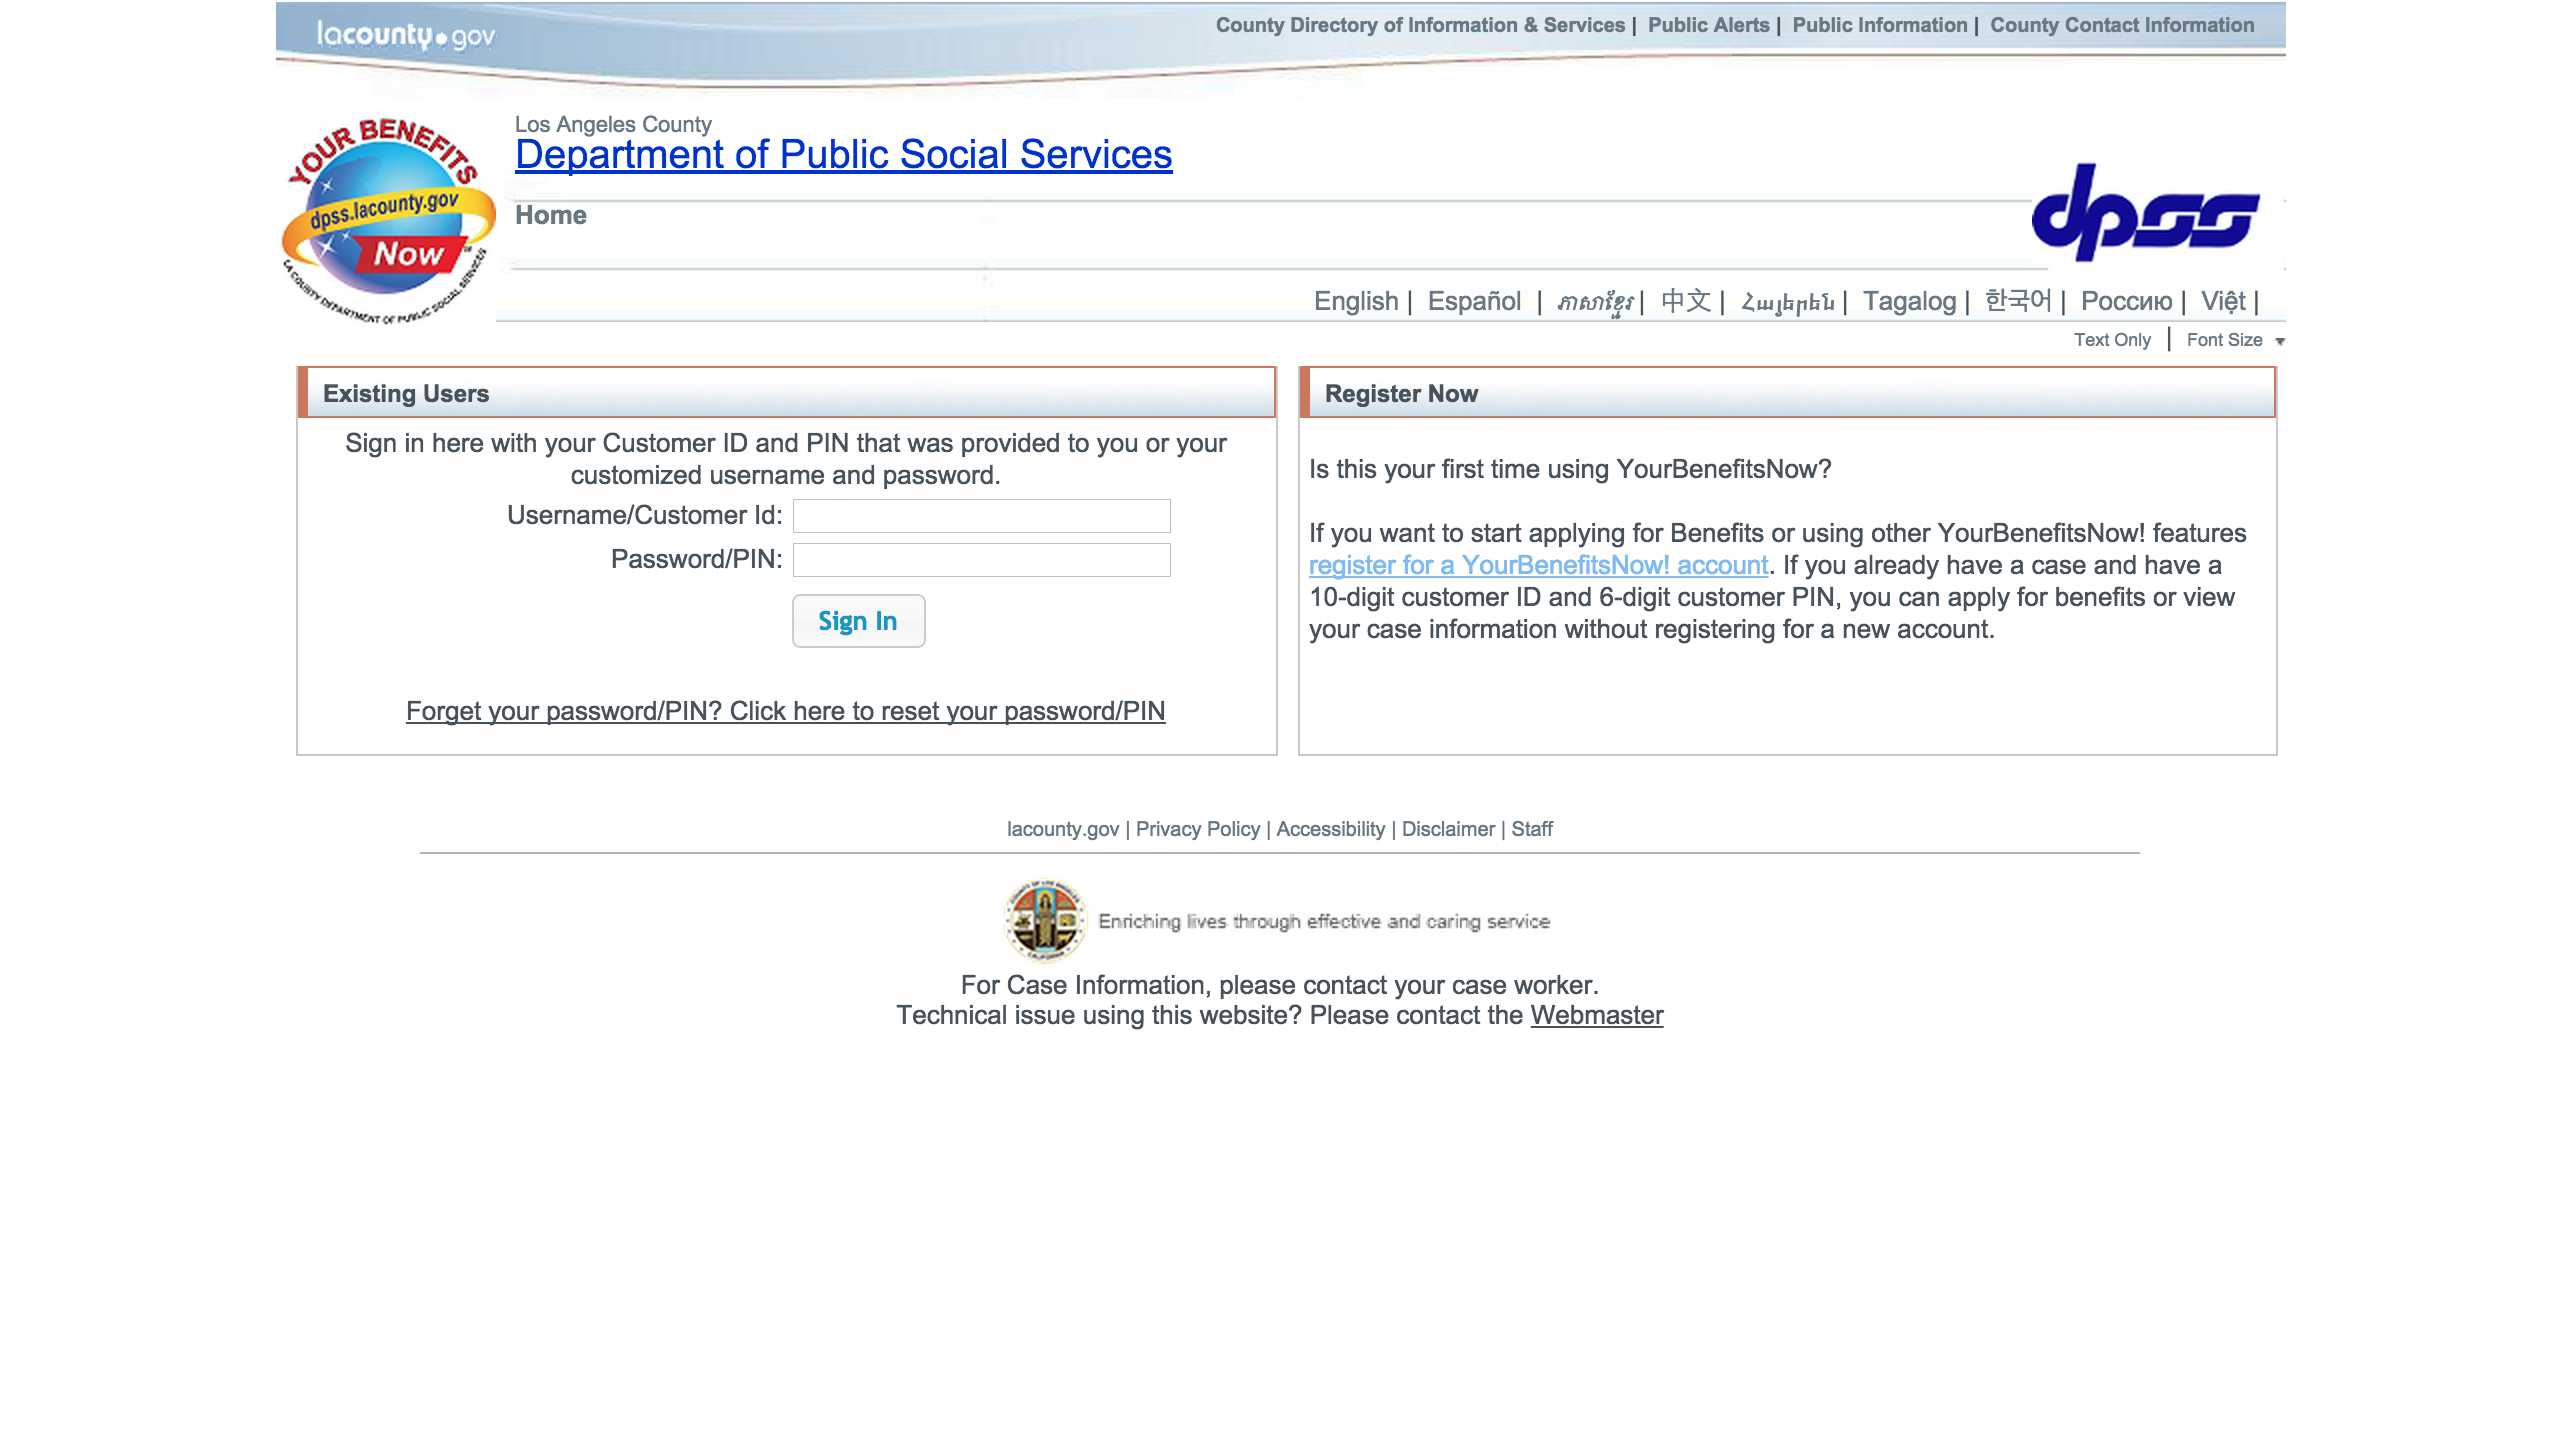 lacounty.gov
County Directory of Information & Services | Public Alerts | Public Information | County Contact Information
YOUR BENEFITS
dpss.lacounty.gov
Now
LA COUNTY DEPARTMENT OF PUBLIC SOCIAL SERVICES
Los Angeles County
Department of Public Social Services
Home
dpss
English | Español | ភាសាខ្មែរ | 中文 | Հայերեն | Tagalog | 한국어 | Россию | Việt |
Text Only | Font Size
Existing Users
Sign in here with your Customer ID and PIN that was provided to you or your
customized username and password.
Username/Customer Id:
Password/PIN:
Sign In
Forget your password/PIN? Click here to reset your password/PIN
Register Now
Is this your first time using YourBenefitsNow?
If you want to start applying for Benefits or using other YourBenefitsNow! features
register for a YourBenefitsNow! account. If you already have a case and have a
10-digit customer ID and 6-digit customer PIN, you can apply for benefits or view
your case information without registering for a new account.
lacounty.gov | Privacy Policy | Accessibility | Disclaimer | Staff
Enriching lives through effective and caring service
For Case Information, please contact your case worker.
Technical issue using this website? Please contact the Webmaster